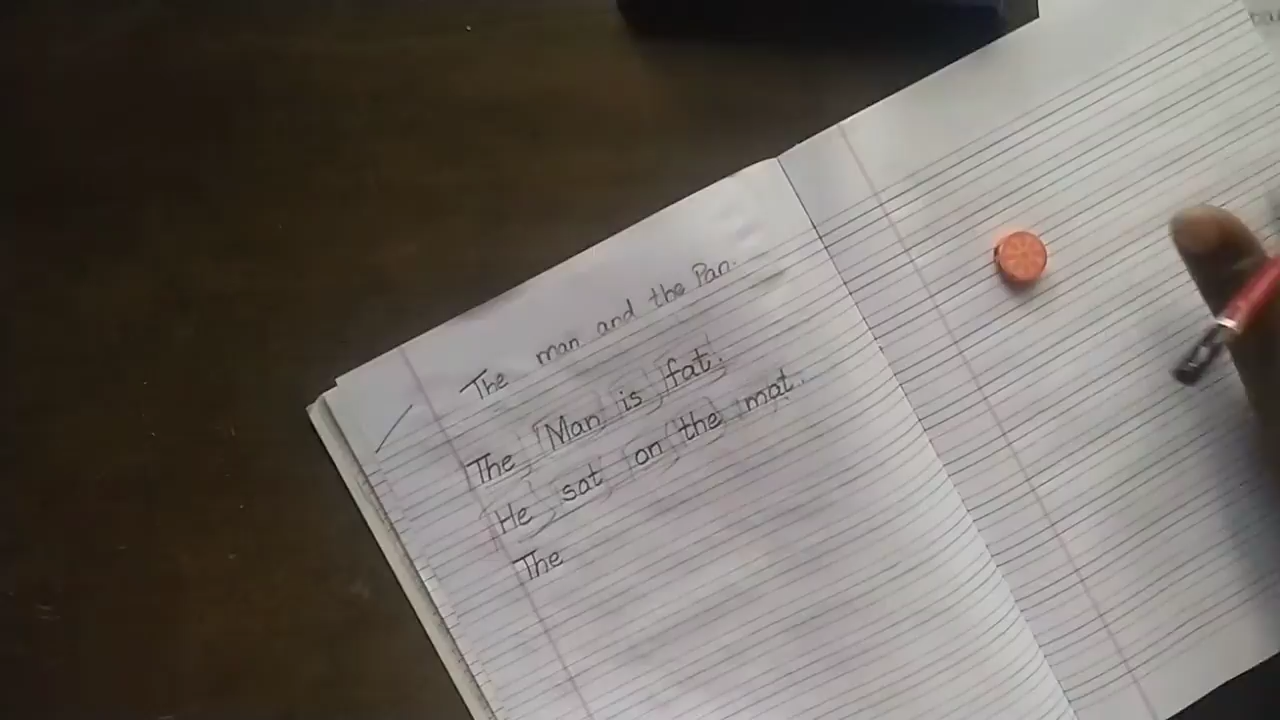 The man and the Pan.
The Man is fat.
He sat on the mat.
The